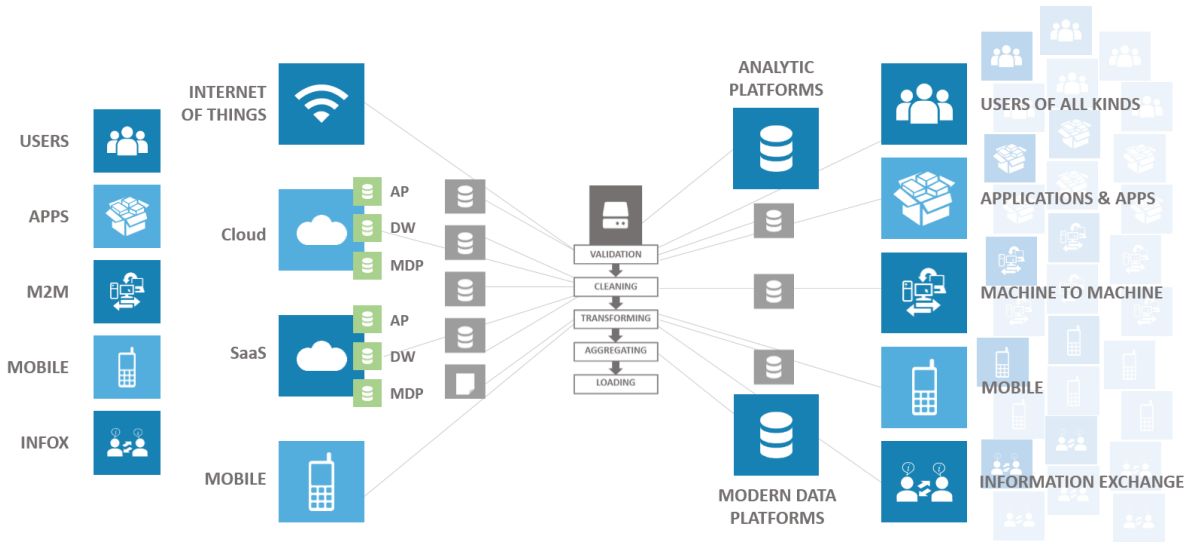 USERS
APPS
M2M
MOBILE
INFOX
INTERNET
OF THINGS
Cloud
AP
DW
MDP
SaaS
AP
DW
MDP
MOBILE
VALIDATION
CLEANING
TRANSFORMING
AGGREGATING
LOADING
ANALYTIC
PLATFORMS
MODERN DATA
PLATFORMS
USERS OF ALL KINDS
APPLICATIONS & APPS
MACHINE TO MACHINE
MOBILE
INFORMATION EXCHANGE